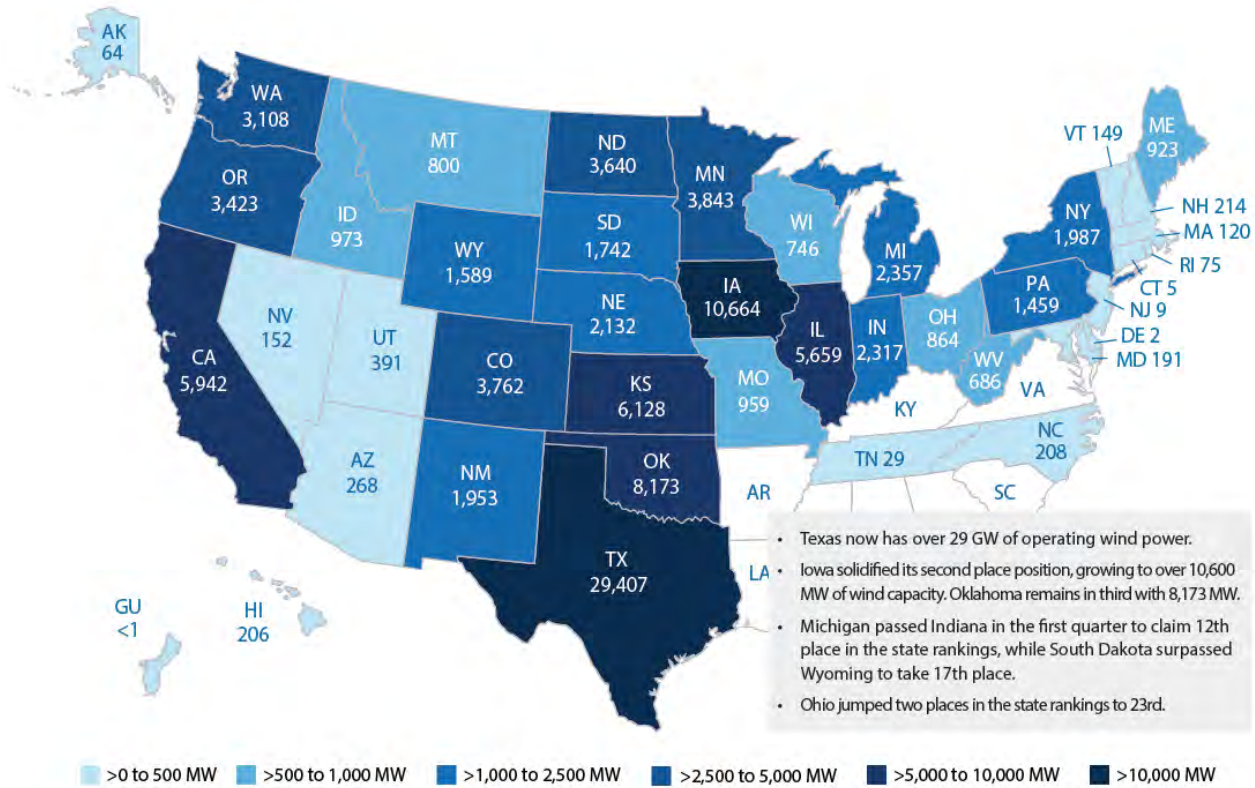 AK
64
WA
3,108
MT
800
ND
3,640
MN
3,843
VT 149
ME
923
OR
3,423
ID
973
WY
1,589
SD
1,742
WI
746
MI
2,357
NY
1,987
NH 214
MA 120
RI 75
CT 5
NJ 9
DE 2
MD 191
PA
1,459
NV
152
UT
391
CA
5,942
CO
3,762
NE
2,132
IA
10,664
IL
5,659
IN
2,317
OH
864
WV
686
VA
KY
KS
6,128
MO
959
AZ
268
NM
1,953
OK
8,173
AR
TN 29
NC
208
SC
TX
29,407
LA
GU
<1
HI
206
• Texas now has over 29 GW of operating wind power.
• Iowa solidified its second place position, growing to over 10,600
MW of wind capacity. Oklahoma remains in third with 8,173 MW.
• Michigan passed Indiana in the first quarter to claim 12th
place in the state rankings, while South Dakota surpassed
Wyoming to take 17th place.
• Ohio jumped two places in the state rankings to 23rd.
>0 to 500 MW >500 to 1,000 MW >1,000 to 2,500 MW >2,500 to 5,000 MW >5,000 to 10,000 MW >10,000 MW